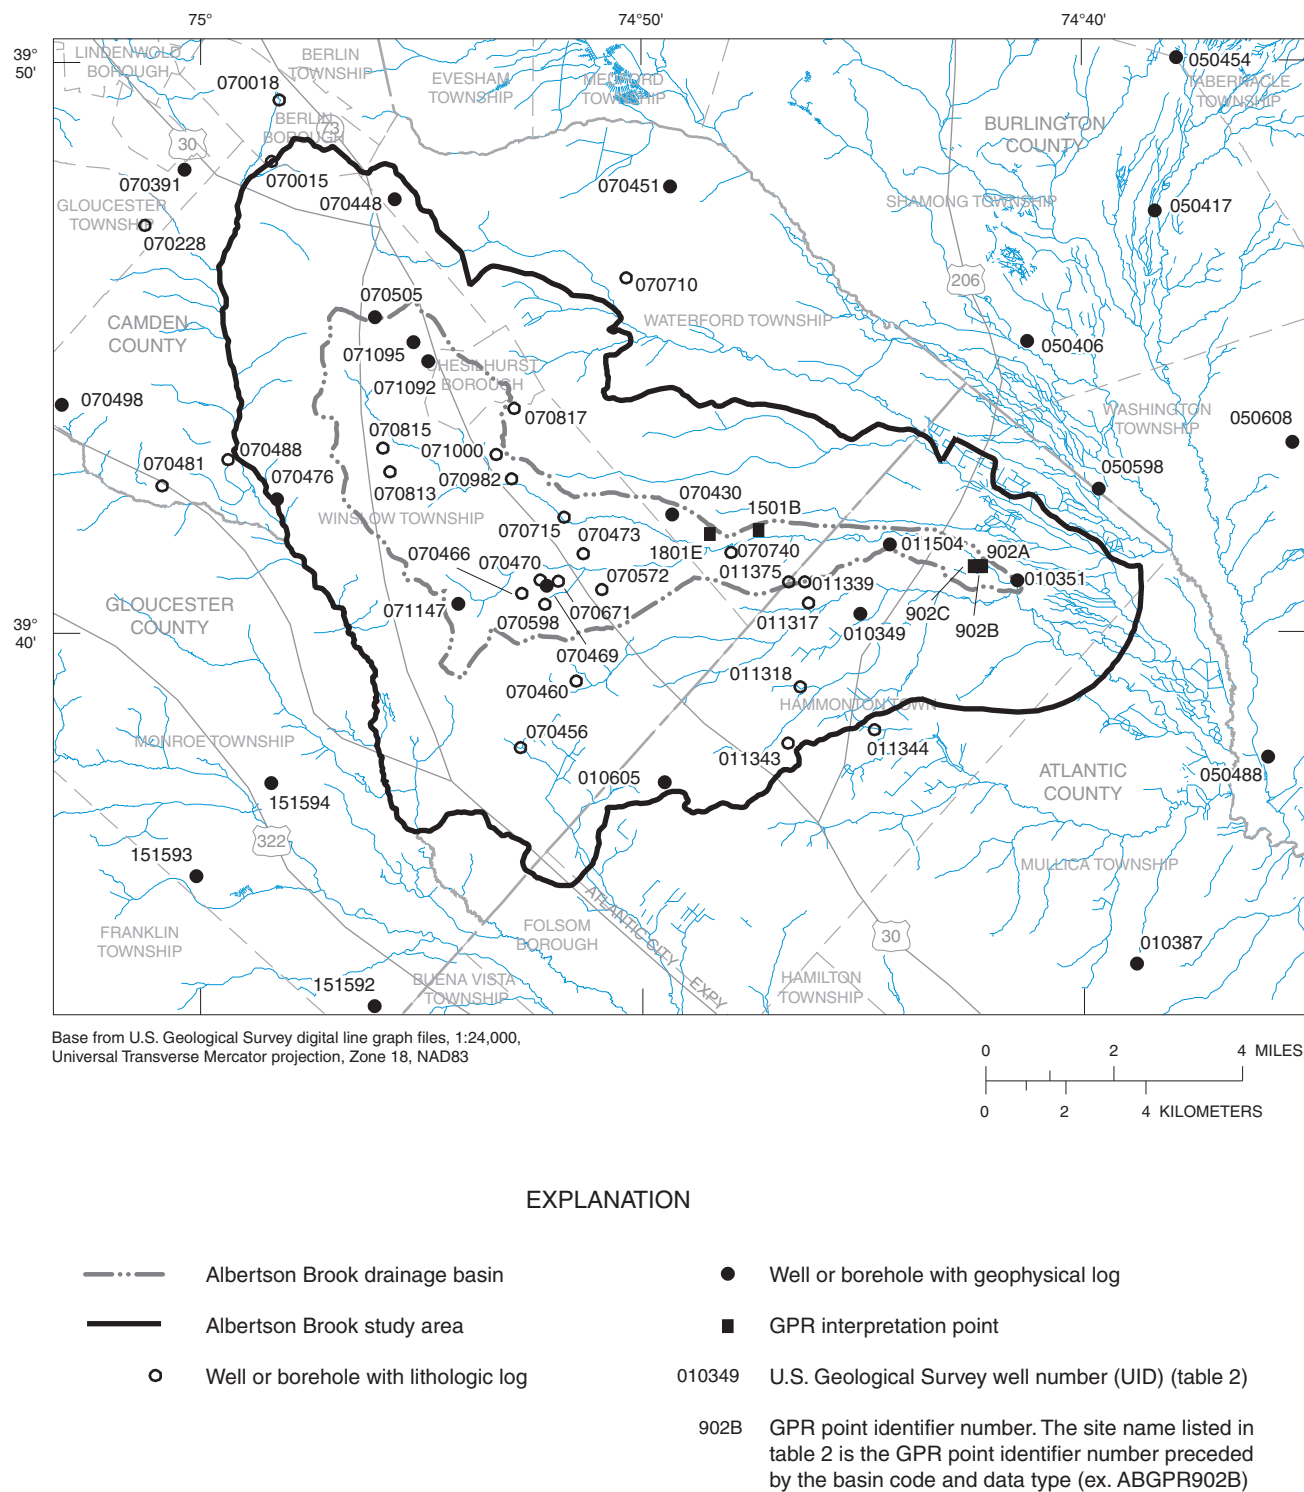 75°
74°50'
74°40'
39°
50'
LINDENWOLD
BOROUGH
BERLIN
TOWNSHIP
EVESHAM
TOWNSHIP
MEDFORD
TOWNSHIP
050454
TABERNACLE
TOWNSHIP
070018
BERLIN
BOROUGH
73
30
BURLINGTON
COUNTY
070391
070015
070451
GLOUCESTER
TOWNSHIP
070448
SHAMONG TOWNSHIP
050417
070228
070710
206
070505
CAMDEN
COUNTY
WATERFORD TOWNSHIP
071095
050406
CHESILHURST
BOROUGH
071092
070498
070817
WASHINGTON
TOWNSHIP
050608
070815
070488
071000
070481
070476
070813
070982
050598
070430
1501B
WINSLOW TOWNSHIP
070715
070473
1801E
070740
011504
902A
070466
070470
070572
011375
011339
010351
GLOUCESTER
COUNTY
071147
070598
070671
011317
902C
902B
010349
39°
40'
070469
070460
011318
HAMMONTON TOWN
070456
MONROE TOWNSHIP
011343
011344
010605
ATLANTIC
COUNTY
050488
151594
322
151593
MULLICA TOWNSHIP
ATLANTIC CITY EXPY
FRANKLIN
TOWNSHIP
FOLSOM
BOROUGH
30
010387
151592
BUENA VISTA
TOWNSHIP
HAMILTON
TOWNSHIP
Base from U.S. Geological Survey digital line graph files, 1:24,000,
Universal Transverse Mercator projection, Zone 18, NAD83
0 2 4 MILES
0 2 4 KILOMETERS
EXPLANATION
Albertson Brook drainage basin
Albertson Brook study area
Well or borehole with lithologic log
Well or borehole with geophysical log
GPR interpretation point
010349 U.S. Geological Survey well number (UID) (table 2)
902B GPR point identifier number. The site name listed in
table 2 is the GPR point identifier number preceded
by the basin code and data type (ex. ABGPR902B)